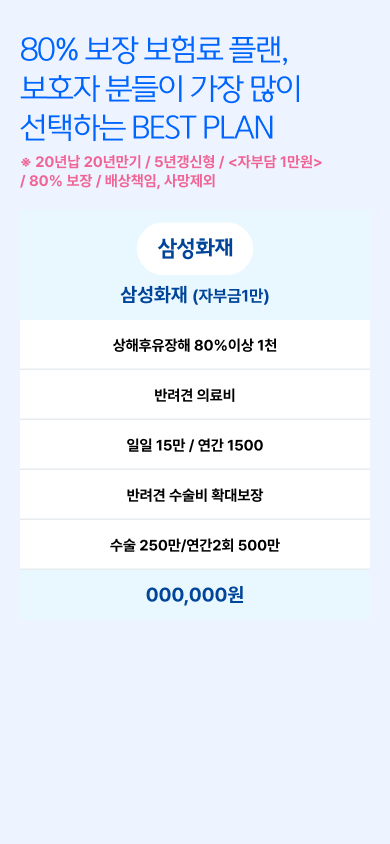 80% 보장 보험료 플랜,
보호자 분들이 가장 많이
선택하는 BEST PLAN
※ 20년납 20년만기 / 5년갱신형 / <자부담 1만원>
/ 80% 보장 / 배상책임, 사망제외
삼성화재
삼성화재 (자부금1만)
상해후유장해 80%이상 1천
반려견 의료비
일일 15만 / 연간 1500
반려견 수술비 확대보장
수술 250만/연간2회 500만
000,000원